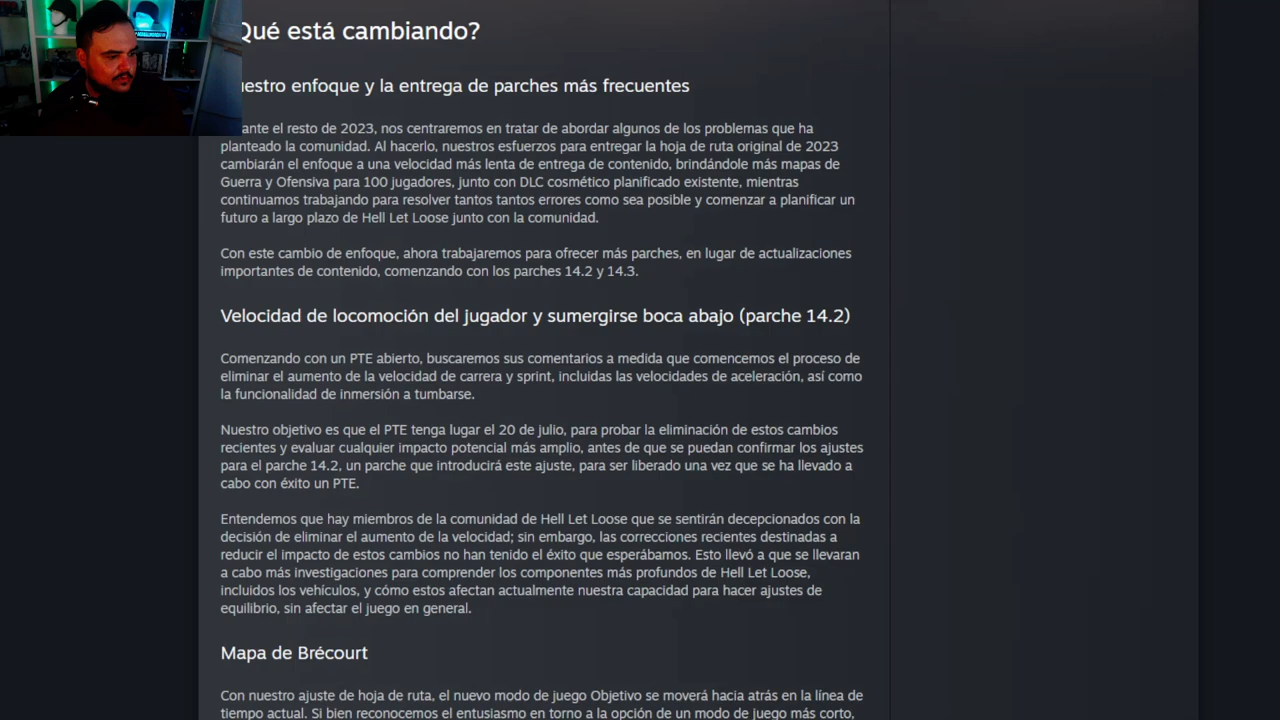 Qué está cambiando?
uestro enfoque y la entrega de parches más frecuentes
ante el resto de 2023, nos centraremos en tratar de abordar algunos de los problemas que ha
planteado la comunidad. Al hacerlo, nuestros esfuerzos para entregar la hoja de ruta original de 2023
cambiarán el enfoque a una velocidad más lenta de entrega de contenido, brindándole más mapas de
Guerra y Ofensiva para 100 jugadores, junto con DLC cosmético planificado existente, mientras
continuamos trabajando para resolver tantos tantos errores como sea posible y comenzar a planificar un
futuro a largo plazo de Hell Let Loose junto con la comunidad.
Con este cambio de enfoque, ahora trabajaremos para ofrecer más parches, en lugar de actualizaciones
importantes de contenido, comenzando con los parches 14.2 y 14.3.
Velocidad de locomoción del jugador y sumergirse boca abajo (parche 14.2)
Comenzando con un PTE abierto, buscaremos sus comentarios a medida que comencemos el proceso de
eliminar el aumento de la velocidad de carrera y sprint, incluidas las velocidades de aceleración, así como
la funcionalidad de inmersión a tumbarse.
Nuestro objetivo es que el PTE tenga lugar el 20 de julio, para probar la eliminación de estos cambios
recientes y evaluar cualquier impacto potencial más amplio, antes de que se puedan confirmar los ajustes
para el parche 14.2, un parche que introducirá este ajuste, para ser liberado una vez que se ha llevado a
cabo con éxito un PTE.
Entendemos que hay miembros de la comunidad de Hell Let Loose que se sentirán decepcionados con la
decisión de eliminar el aumento de la velocidad; sin embargo, las correcciones recientes destinadas a
reducir el impacto de estos cambios no han tenido el éxito que esperábamos. Esto llevó a que se llevaran
a cabo más investigaciones para comprender los componentes más profundos de Hell Let Loose,
incluidos los vehículos, y cómo estos afectan actualmente nuestra capacidad para hacer ajustes de
equilibrio, sin afectar el juego en general.
Mapa de Brécourt
Con nuestro ajuste de hoja de ruta, el nuevo modo de juego Objetivo se moverá hacia atrás en la línea de
tiempo actual. Si bien reconocemos el entusiasmo en torno a la opción de un modo de juego más corto,